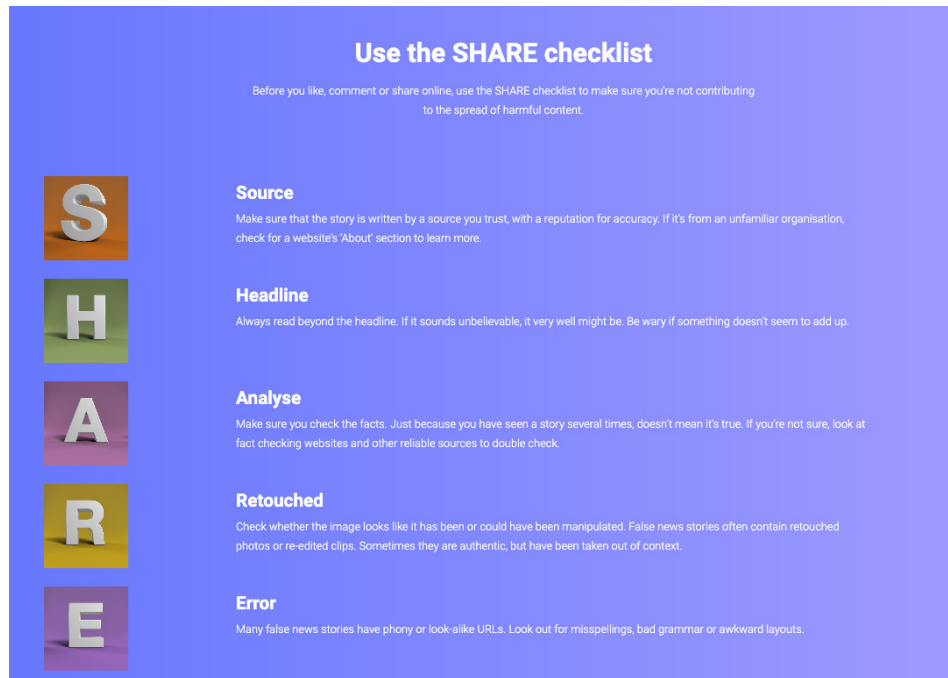 Use the SHARE checklist
Before you like, comment or share online, use the SHARE checklist to make sure you're not contributing
to the spread of harmful content.
S
Source
Make sure that the story is written by a source you trust, with a reputation for accuracy. If it's from an unfamiliar organisation,
check for a website's 'About' section to learn more.
H
Headline
Always read beyond the headline. If it sounds unbelievable, it very well might be. Be wary if something doesn't seem to add up.
A
Analyse
Make sure you check the facts. Just because you have seen a story several times, doesn't mean it's true. If you're not sure, look at
fact checking websites and other reliable sources to double check.
R
Retouched
Check whether the image looks like it has been or could have been manipulated. False news stories often contain retouched
photos or re-edited clips. Sometimes they are authentic, but have been taken out of context.
E
Error
Many false news stories have phony or look-alike URLs. Look out for misspellings, bad grammar or awkward layouts.